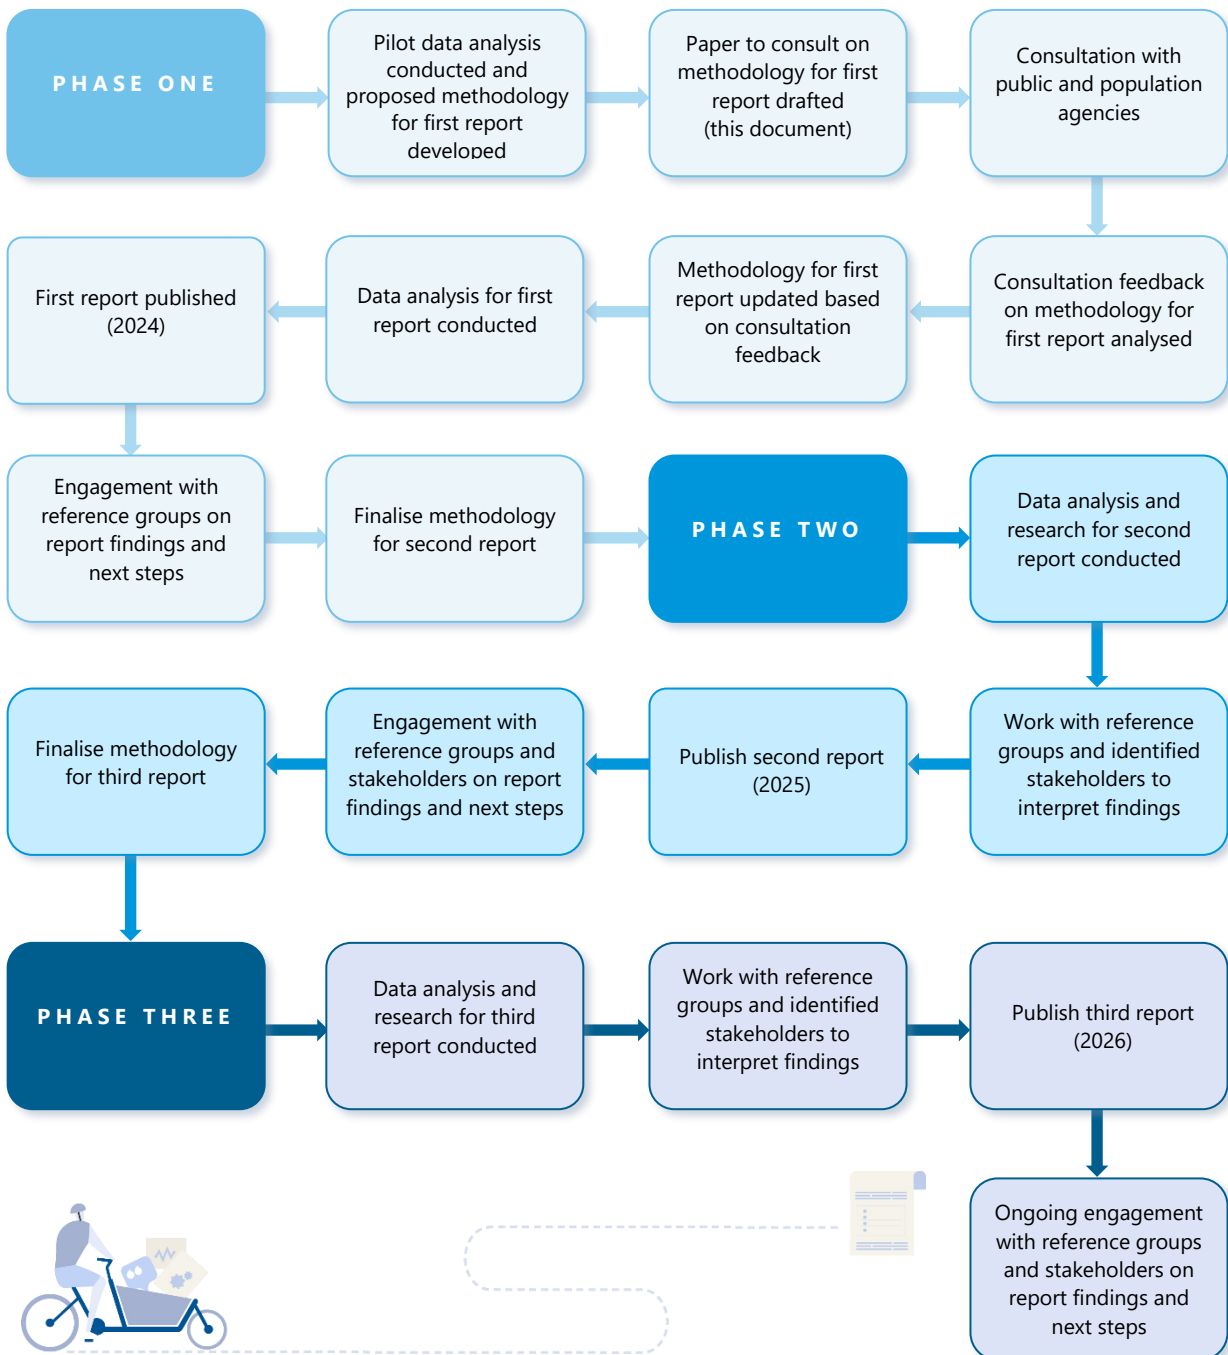 PHASE ONE
Pilot data analysis
conducted and
proposed methodology
for first report
developed
Paper to consult on
methodology for first
report drafted
(this document)
Consultation with
public and population
agencies
Consultation feedback
on methodology for
first report analysed
Methodology for first
report updated based
on consultation
feedback
Data analysis for first
report conducted
First report published
(2024)
Engagement with
reference groups on
report findings and
next steps
Finalise methodology
for second report
PHASE TWO
Data analysis and
research for second
report conducted
Work with reference
groups and identified
stakeholders to
interpret findings
Publish second report
(2025)
Engagement with
reference groups and
stakeholders on report
findings and next steps
Finalise methodology
for third report
PHASE THREE
Data analysis and
research for third
report conducted
Work with reference
groups and identified
stakeholders to
interpret findings
Publish third report
(2026)
Ongoing engagement
with reference groups
and stakeholders on
report findings and
next steps